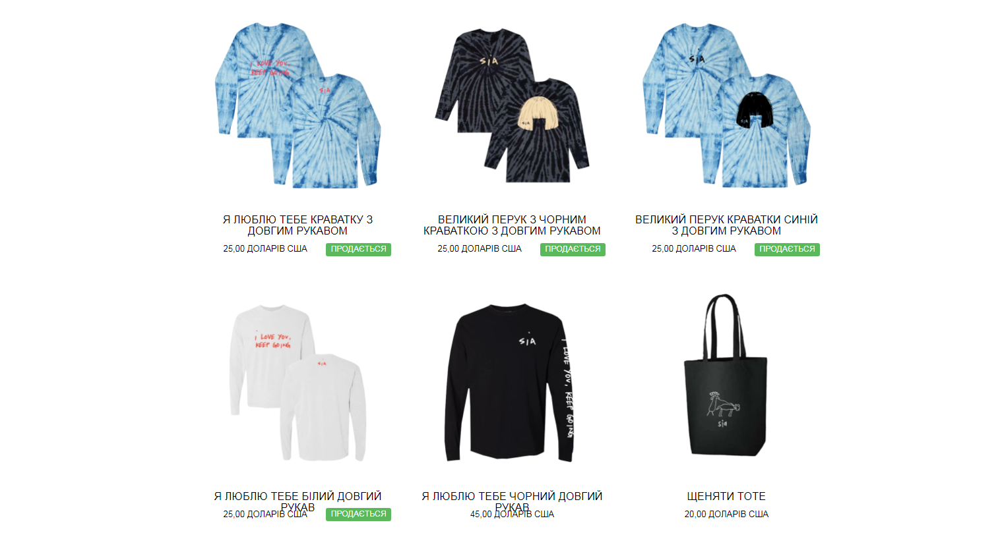 i LOVE YOU,
KEEP GOING
SiA
SiA
SiA
SiA
SiA
Я ЛЮБЛЮ ТЕБЕ КРАВАТКУ З
ДОВГИМ РУКАВОМ
25,00 ДОЛАРІВ США ПРОДАЄТЬСЯ
ВЕЛИКИЙ ПЕРУК З ЧОРНИМ
КРАВАТКОЮ З ДОВГИМ РУКАВОМ
25,00 ДОЛАРІВ США ПРОДАЄТЬСЯ
ВЕЛИКИЙ ПЕРУК КРАВАТКИ СИНІЙ
З ДОВГИМ РУКАВОМ
25,00 ДОЛАРІВ США ПРОДАЄТЬСЯ
i LOVE YOU,
KEEP GOING
SiA
SiA
i LOVE YOU, KEEP GOING
sia
Я ЛЮБЛЮ ТЕБЕ БІЛИЙ ДОВГИЙ
РУКАВ
25,00 ДОЛАРІВ США ПРОДАЄТЬСЯ
Я ЛЮБЛЮ ТЕБЕ ЧОРНИЙ ДОВГИЙ
РУКАВ
45,00 ДОЛАРІВ США
ЩЕНЯТИ ТОТЕ
20,00 ДОЛАРІВ США